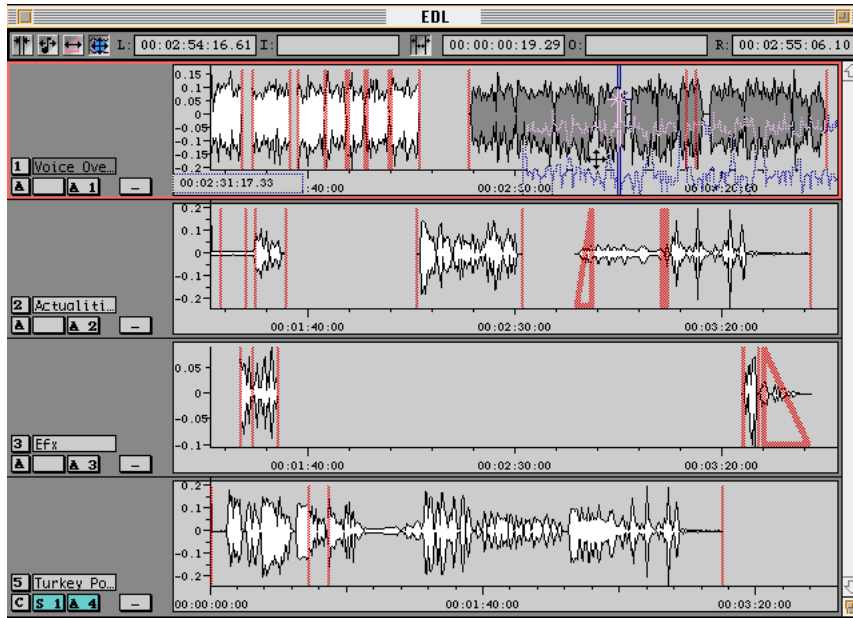 EDL
L: 00:02:54:16.61 I: 00:00:00:19.29 O: R: 00:02:55:06.10
0.15
0.1
0.05
0
-0.05
-0.1
-0.15
-0.2
1 Voice Ove…
A A 1 –
00:02:31:17.33 :40:00 00:02:30:00 00:03:20:00
0.2
0.1
0
-0.1
-0.2
2 Actualiti…
A A 2 –
00:01:40:00 00:02:30:00 00:03:20:00
0.05
0
-0.05
-0.1
3 Efx
A A 3 –
00:01:40:00 00:02:30:00 00:03:20:00
0.2
0.1
0
-0.1
-0.2
5 Turkey Po…
C S 1 A 4 –
00:00:00:00 00:01:40:00 00:03:20:00